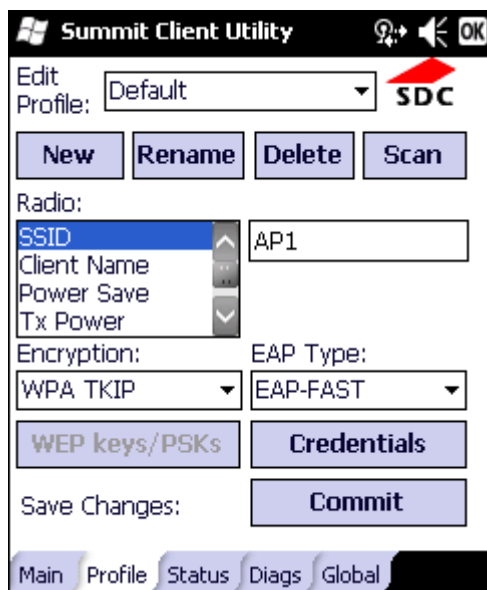 Summit Client Utility OK
Edit Profile: Default
SDC
New Rename Delete Scan
Radio:
SSID AP1
Client Name
Power Save
Tx Power
Encryption: EAP Type:
WPA TKIP EAP-FAST
WEP keys/PSKs Credentials
Save Changes: Commit
Main Profile Status Diags Global